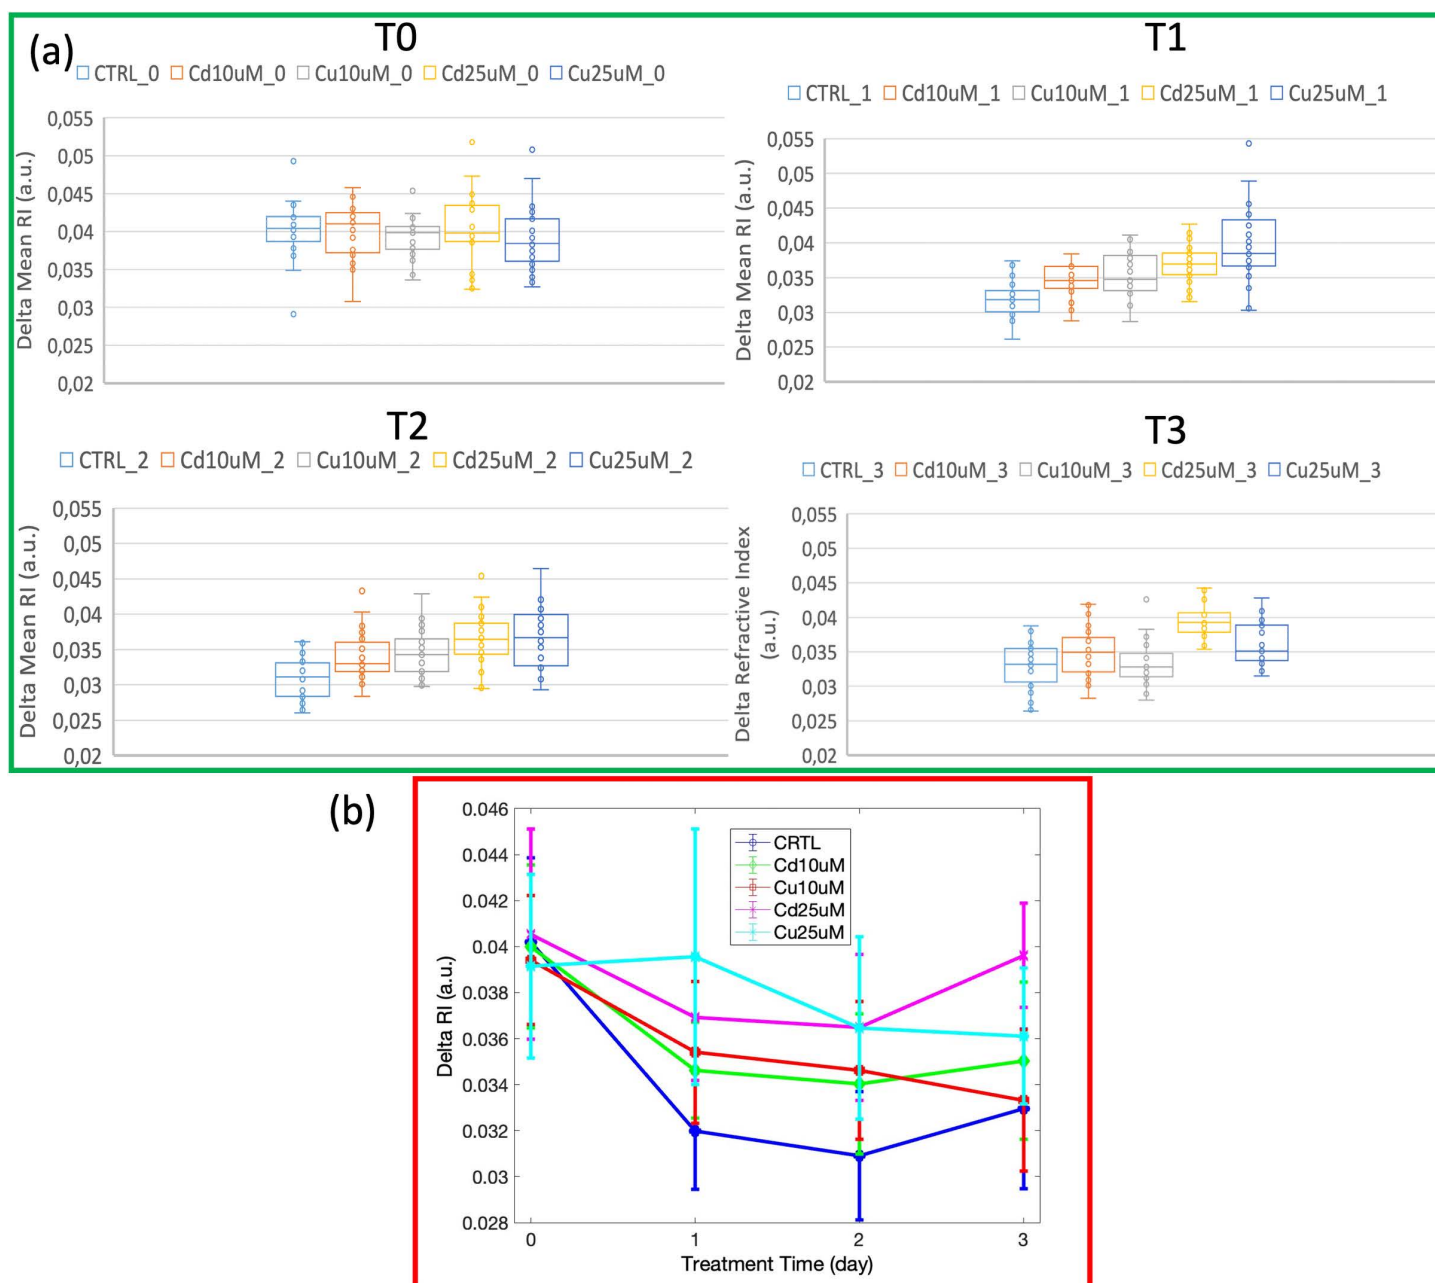 (a)
T0
CTRL_0 Cd10uM_0 Cu10uM_0 Cd25uM_0 Cu25uM_0
Delta Mean RI (a.u.)
0,055
0,05
0,045
0,04
0,035
0,03
0,025
0,02
T1
CTRL_1 Cd10uM_1 Cu10uM_1 Cd25uM_1 Cu25uM_1
Delta Mean RI (a.u.)
0,055
0,05
0,045
0,04
0,035
0,03
0,025
0,02
T2
CTRL_2 Cd10uM_2 Cu10uM_2 Cd25uM_2 Cu25uM_2
Delta Mean RI (a.u.)
0,055
0,05
0,045
0,04
0,035
0,03
0,025
0,02
T3
CTRL_3 Cd10uM_3 Cu10uM_3 Cd25uM_3 Cu25uM_3
Delta Refractive Index
(a.u.)
0,055
0,05
0,045
0,04
0,035
0,03
0,025
0,02
(b)
Delta RI (a.u.)
0.046
0.044
0.042
0.04
0.038
0.036
0.034
0.032
0.03
0.028
CRTL
Cd10uM
Cu10uM
Cd25uM
Cu25uM
0 1 2 3
Treatment Time (day)